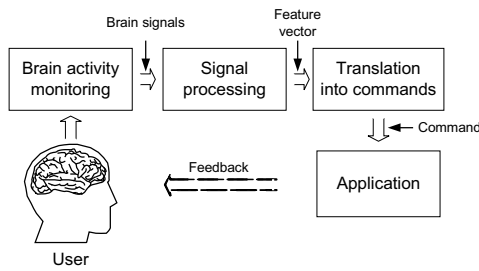 Brain signals
Feature
vector
Brain activity
monitoring
Signal
processing
Translation
into commands
Command
Feedback
Application
User